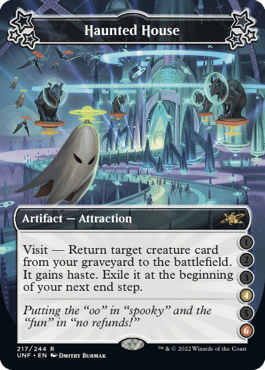 Haunted House
Artifact — Attraction
Visit — Return target creature card
from your graveyard to the battlefield.
It gains haste. Exile it at the beginning
of your next end step.
Putting the “oo” in “spooky” and the
“fun” in “no refunds!”
1
2
3
4
5
6
217/244 R
UNF • EN Dmitry Burmak
™ & © 2022 Wizards of the Coast